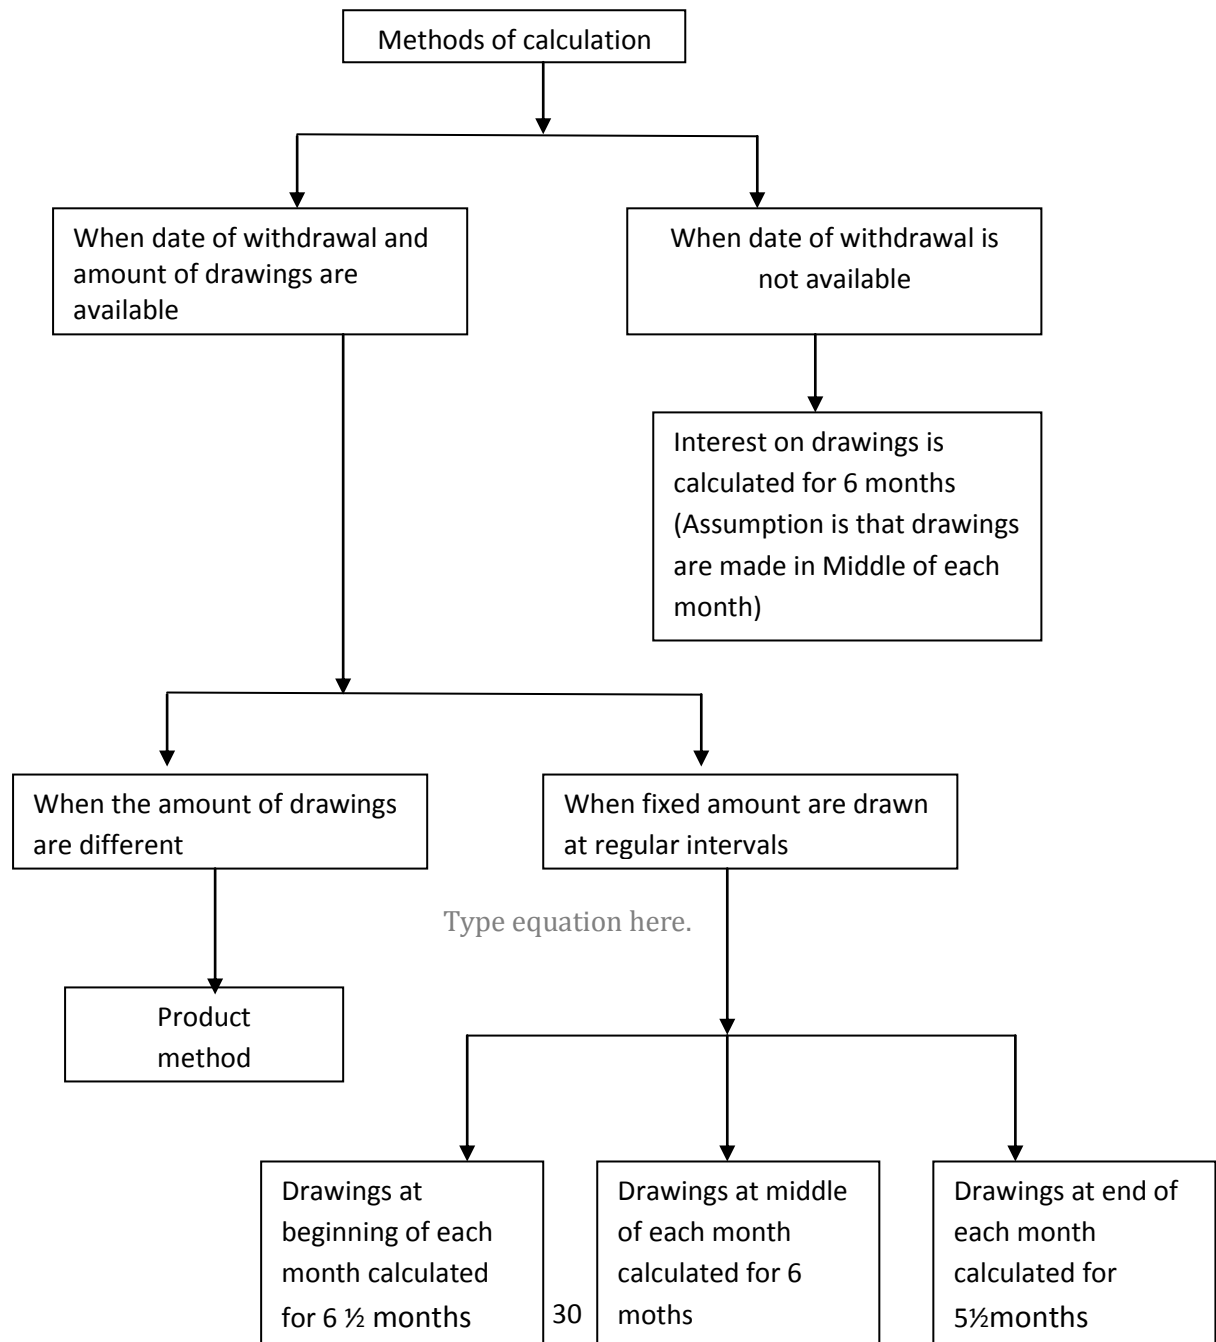 Methods of calculation
When date of withdrawal and
amount of drawings are
available
When date of withdrawal is
not available
Interest on drawings is
calculated for 6 months
(Assumption is that drawings
are made in Middle of each
month)
When the amount of drawings
are different
When fixed amount are drawn
at regular intervals
Type equation here.
Product
method
Drawings at
beginning of each
month calculated
for 6 ½ months
Drawings at middle
of each month
calculated for 6
moths
Drawings at end of
each month
calculated for
5½months
30